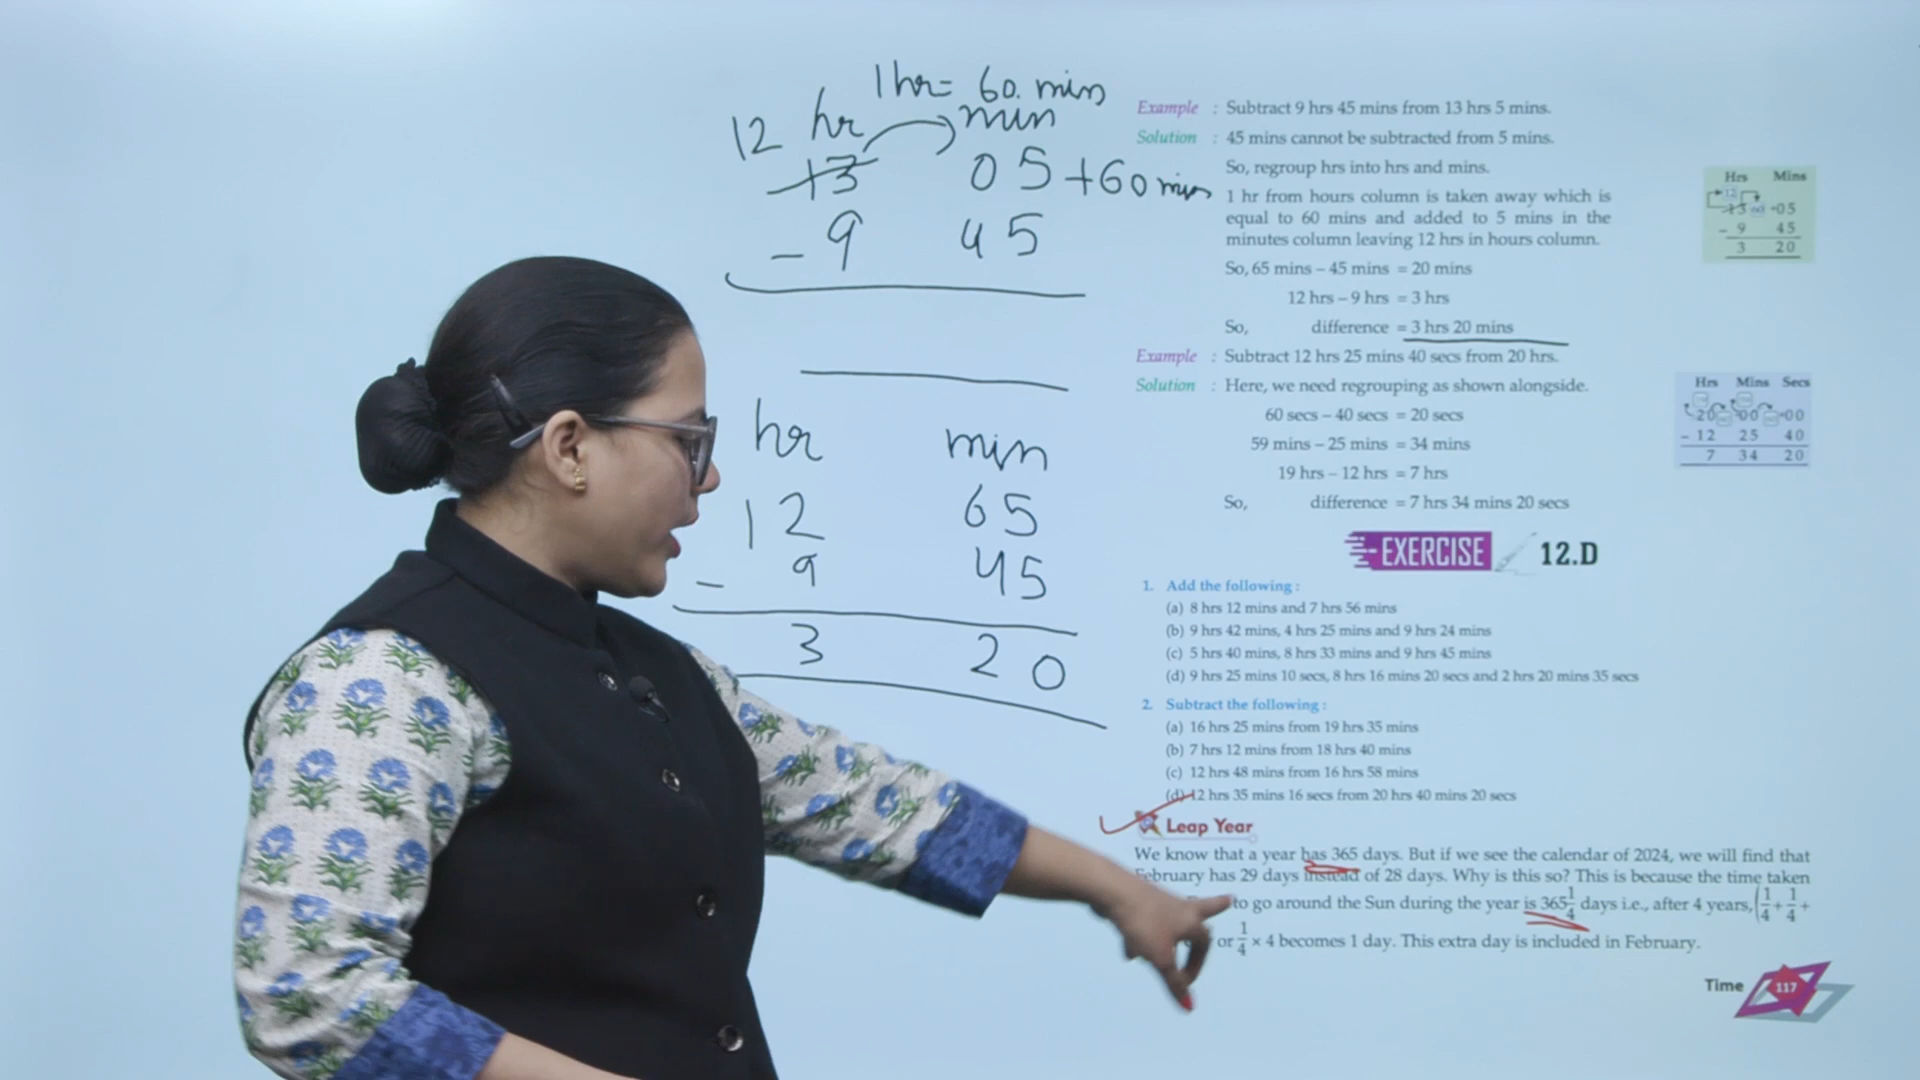 1 hr = 60. mins
12 hr min
13 05 + 60 mins
- 9 45
hr min
12 65
- 9 45
3 20
Example : Subtract 9 hrs 45 mins from 13 hrs 5 mins.
Solution : 45 mins cannot be subtracted from 5 mins.
So, regroup hrs into hrs and mins.
1 hr from hours column is taken away which is
equal to 60 mins and added to 5 mins in the
minutes column leaving 12 hrs in hours column.
So, 65 mins – 45 mins = 20 mins
12 hrs – 9 hrs = 3 hrs
So, difference = 3 hrs 20 mins
Hrs Mins
12
13 60 +05
- 9 45
3 20
Example : Subtract 12 hrs 25 mins 40 secs from 20 hrs.
Solution : Here, we need regrouping as shown alongside.
60 secs – 40 secs = 20 secs
59 mins – 25 mins = 34 mins
19 hrs – 12 hrs = 7 hrs
So, difference = 7 hrs 34 mins 20 secs
Hrs Mins Secs
20 00 +00
- 12 25 40
7 34 20
EXERCISE 12.D
1. Add the following :
(a) 8 hrs 12 mins and 7 hrs 56 mins
(b) 9 hrs 42 mins, 4 hrs 25 mins and 9 hrs 24 mins
(c) 5 hrs 40 mins, 8 hrs 33 mins and 9 hrs 45 mins
(d) 9 hrs 25 mins 10 secs, 8 hrs 16 mins 20 secs and 2 hrs 20 mins 35 secs
2. Subtract the following :
(a) 16 hrs 25 mins from 19 hrs 35 mins
(b) 7 hrs 12 mins from 18 hrs 40 mins
(c) 12 hrs 48 mins from 16 hrs 58 mins
(d) 12 hrs 35 mins 16 secs from 20 hrs 40 mins 20 secs
Leap Year
We know that a year has 365 days. But if we see the calendar of 2024, we will find that
February has 29 days instead of 28 days. Why is this so? This is because the time taken
to go around the Sun during the year is 365 1/4 days i.e., after 4 years, (1/4 + 1/4 +
or 1/4 × 4 becomes 1 day. This extra day is included in February.
Time 117